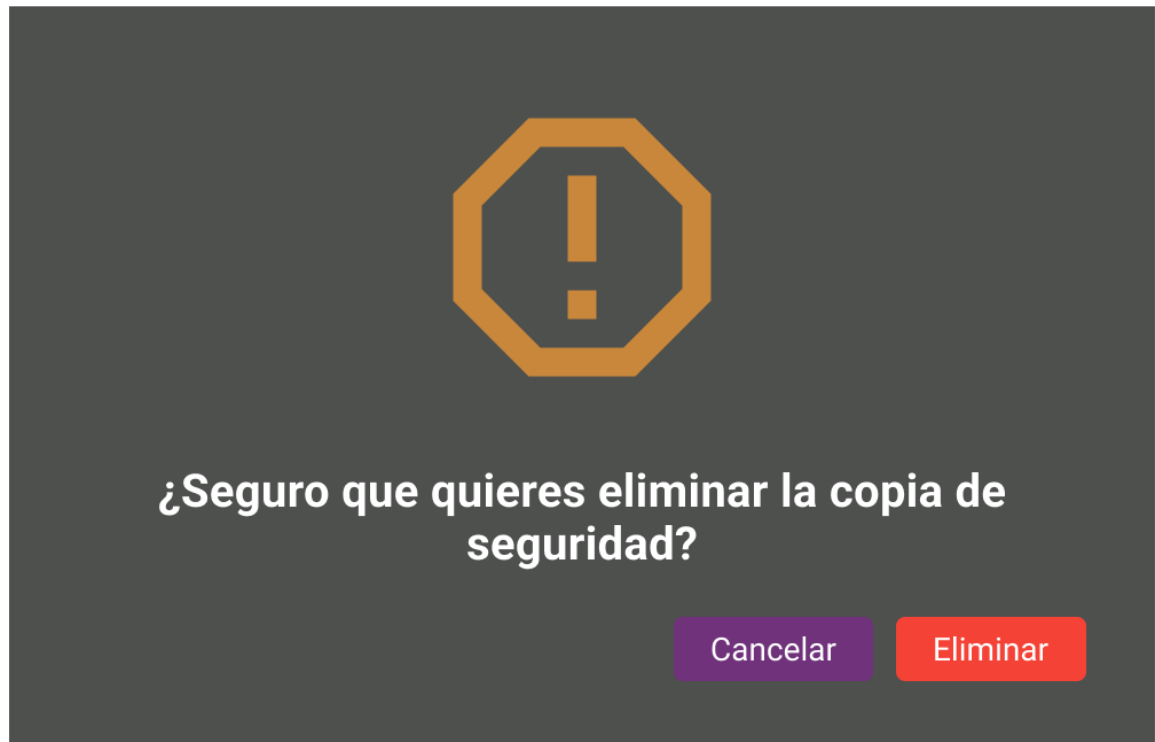 ¿Seguro que quieres eliminar la copia de
seguridad?
Cancelar
Eliminar